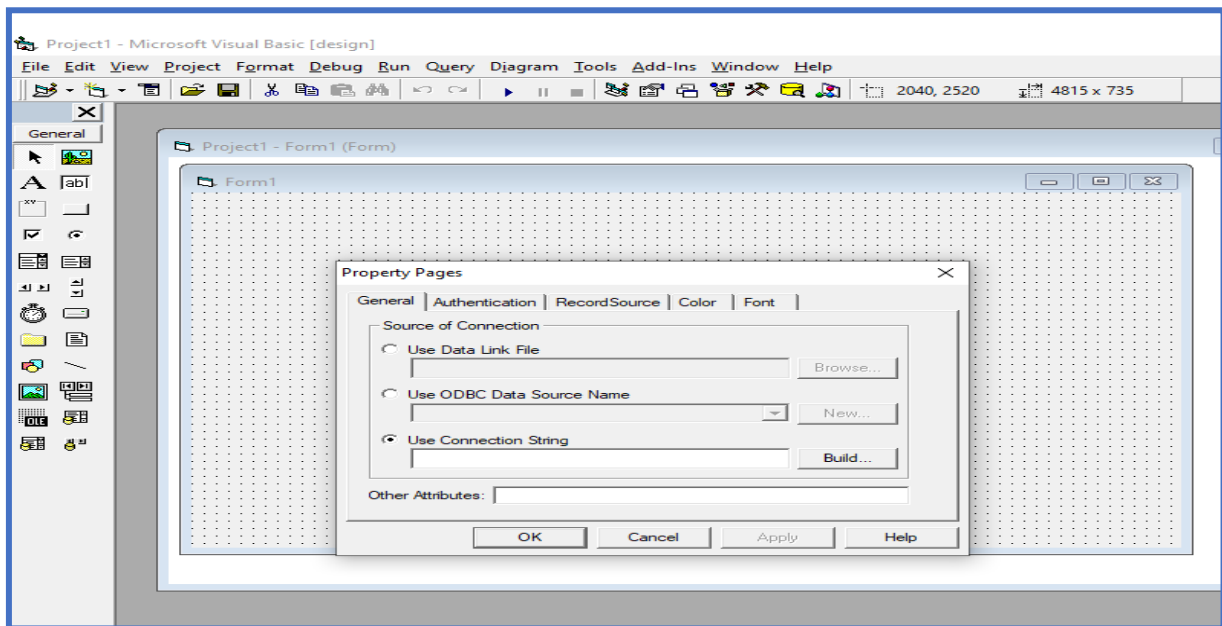 Project1 - Microsoft Visual Basic [design]
File Edit View Project Format Debug Run Query Diagram Tools Add-Ins Window Help
2040, 2520 4815 x 735
General
Project1 - Form1 (Form)
A abl
Form1
XY
Property Pages
General Authentication RecordSource Color Font
Source of Connection
Use Data Link File
Browse...
Use ODBC Data Source Name
New...
Use Connection String
Build...
OLE
Other Attributes:
OK Cancel Apply Help